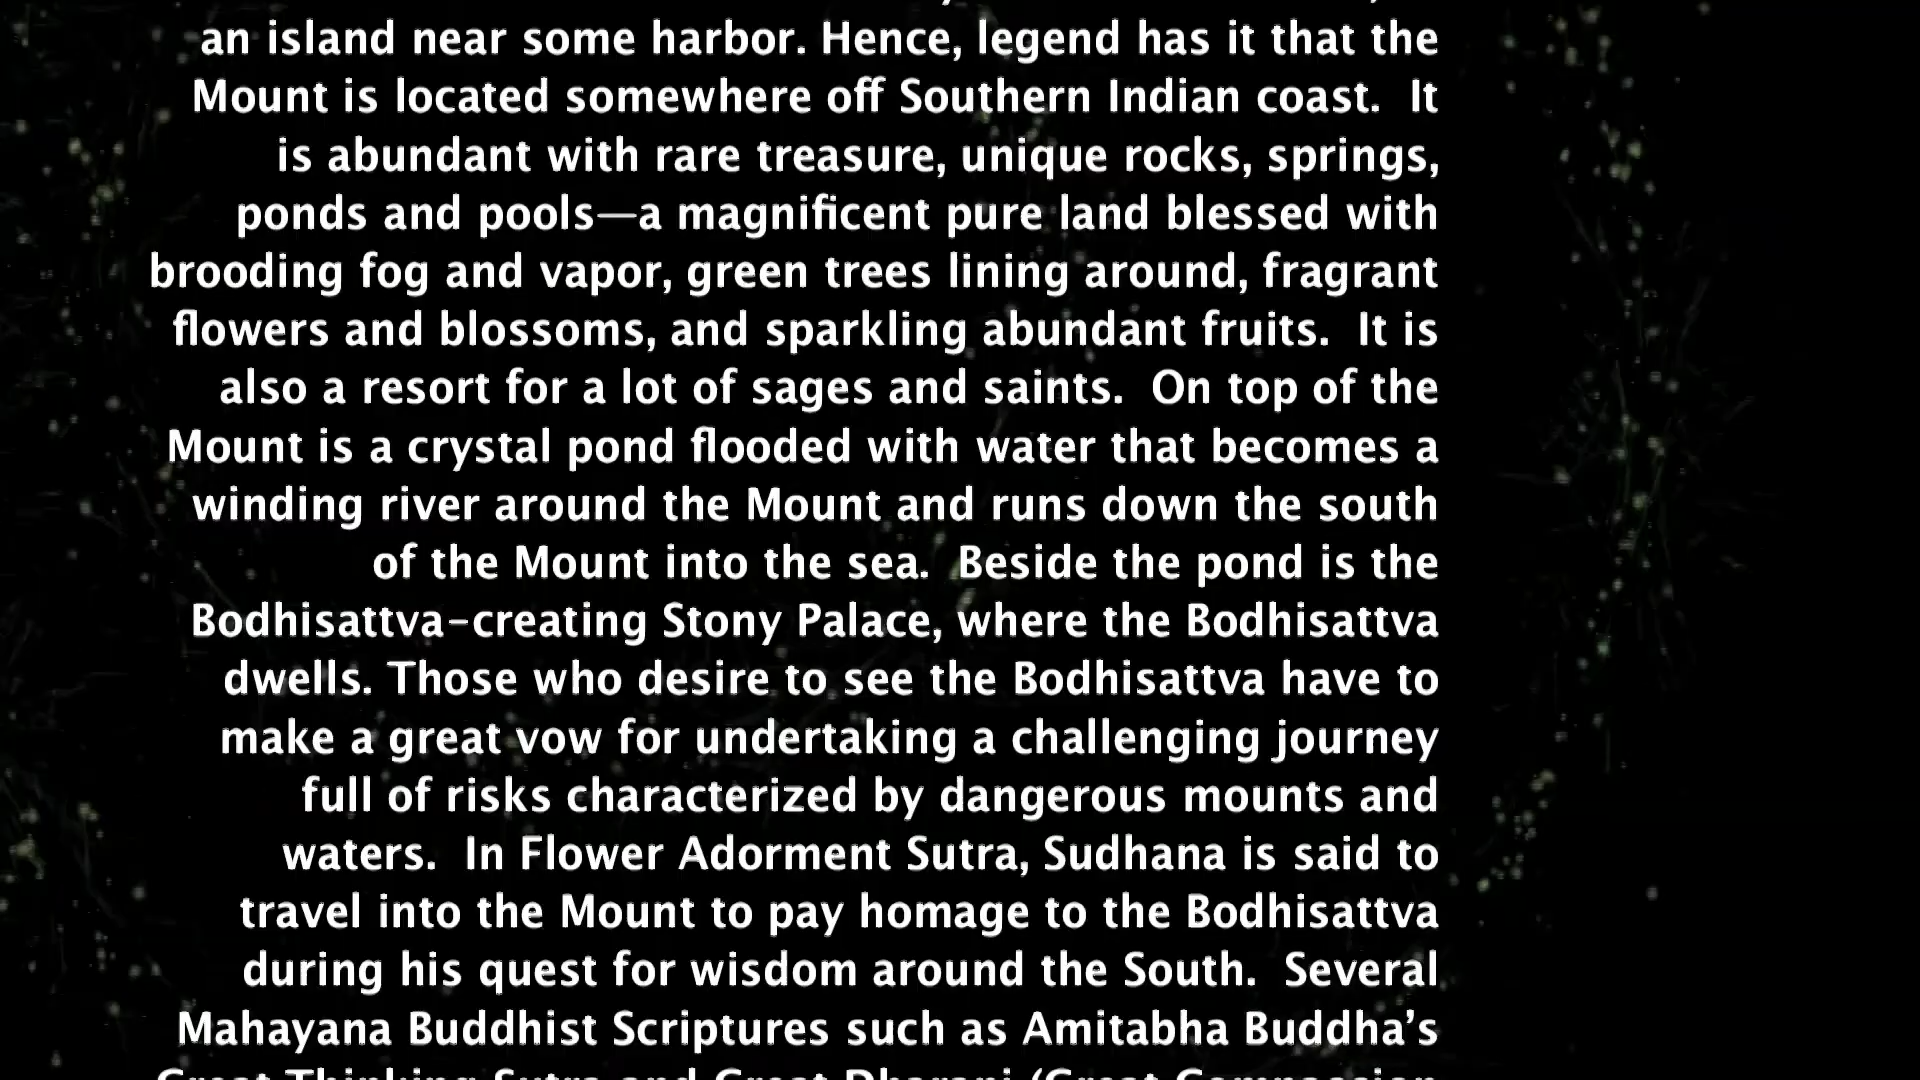 an island near some harbor. Hence, legend has it that the
Mount is located somewhere off Southern Indian coast.  It
is abundant with rare treasure, unique rocks, springs,
ponds and pools—a magnificent pure land blessed with
brooding fog and vapor, green trees lining around, fragrant
flowers and blossoms, and sparkling abundant fruits.  It is
also a resort for a lot of sages and saints.  On top of the
Mount is a crystal pond flooded with water that becomes a
winding river around the Mount and runs down the south
of the Mount into the sea.  Beside the pond is the
Bodhisattva-creating Stony Palace, where the Bodhisattva
dwells. Those who desire to see the Bodhisattva have to
make a great vow for undertaking a challenging journey
full of risks characterized by dangerous mounts and
waters.  In Flower Adorment Sutra, Sudhana is said to
travel into the Mount to pay homage to the Bodhisattva
during his quest for wisdom around the South.  Several
Mahayana Buddhist Scriptures such as Amitabha Buddha’s
Great Thinking Sutra and Great Dharani (Great Compassion